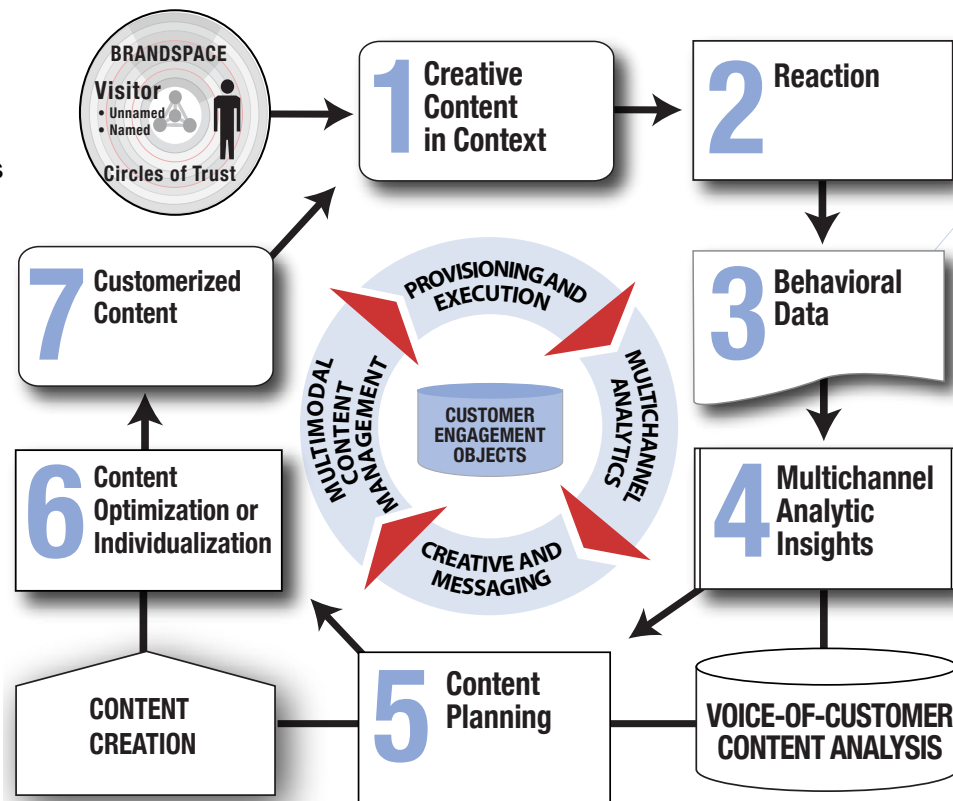 BRANDSPACE
Visitor
• Unnamed
• Named
Circles of Trust
s
1
Creative
Content
in Context
2
Reaction
3
Behavioral
Data
4
Multichannel
Analytic
Insights
VOICE-OF-CUSTOMER
CONTENT ANALYSIS
5
Content
Planning
CONTENT
CREATION
6
Content
Optimization or
Individualization
7
Customerized
Content
PROVISIONING AND
EXECUTION
MULTICHANNEL
ANALYTICS
CREATIVE AND
MESSAGING
MULTIMODAL
CONTENT
MANAGEMENT
CUSTOMER
ENGAGEMENT
OBJECTS